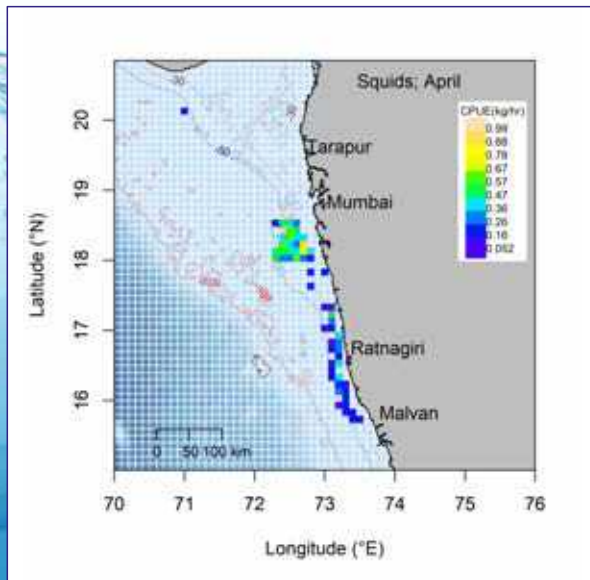 Squids; April
CPUE(kg/hr)
0.98
0.88
0.78
0.67
0.57
0.47
0.36
0.26
0.16
0.052
Tarapur
Mumbai
Ratnagiri
Malvan
-50
0 50 100 km
Latitude (°N)
20
19
18
17
16
70 71 72 73 74 75 76
Longitude (°E)